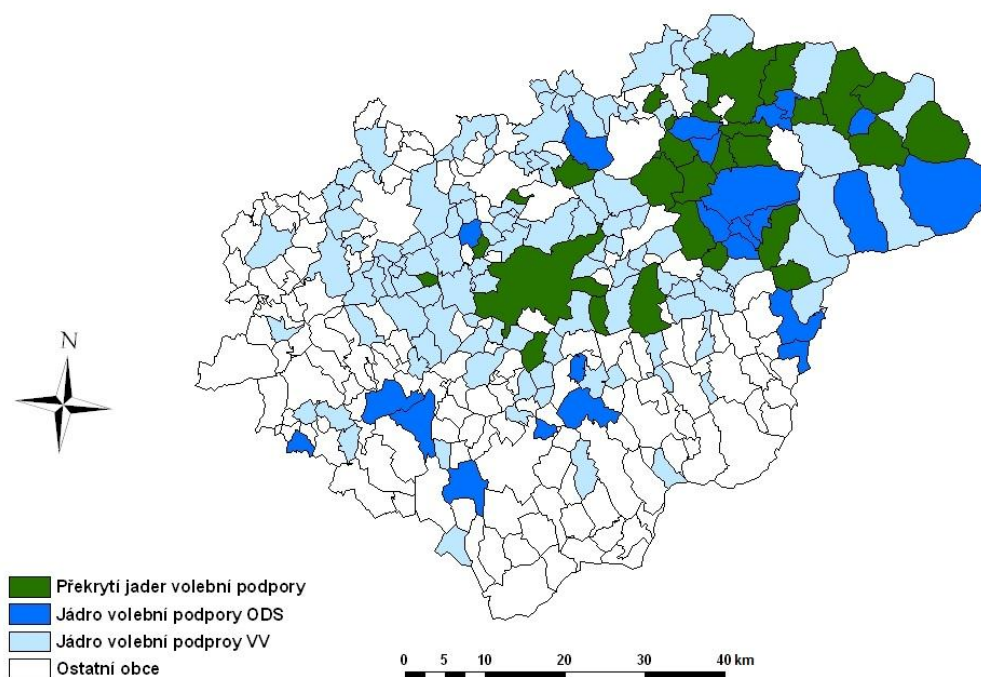 N
Překrytí jader volební podpory
Jádro volební podpory ODS
Jádro volební podproy VV
Ostatní obce
0 5 10 20 30 40 km